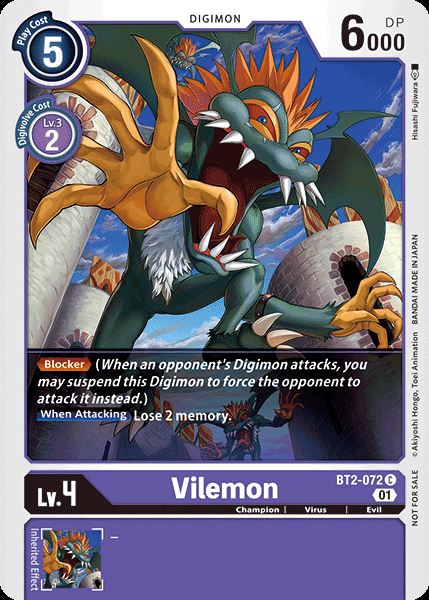 Play Cost
5
DIGIMON
6000
DP
Digivolve Cost
Lv.3
2
Hisashi Fujiwara
©Akiyoshi Hongo, Toei Animation BANDAI MADE IN JAPAN
NOT FOR SALE
Blocker (When an opponent's Digimon attacks, you
may suspend this Digimon to force the opponent to
attack it instead.)
When Attacking Lose 2 memory.
Lv.4
Vilemon
BT2-072 C
01
Champion | Virus | Evil
Inherited Effect
–